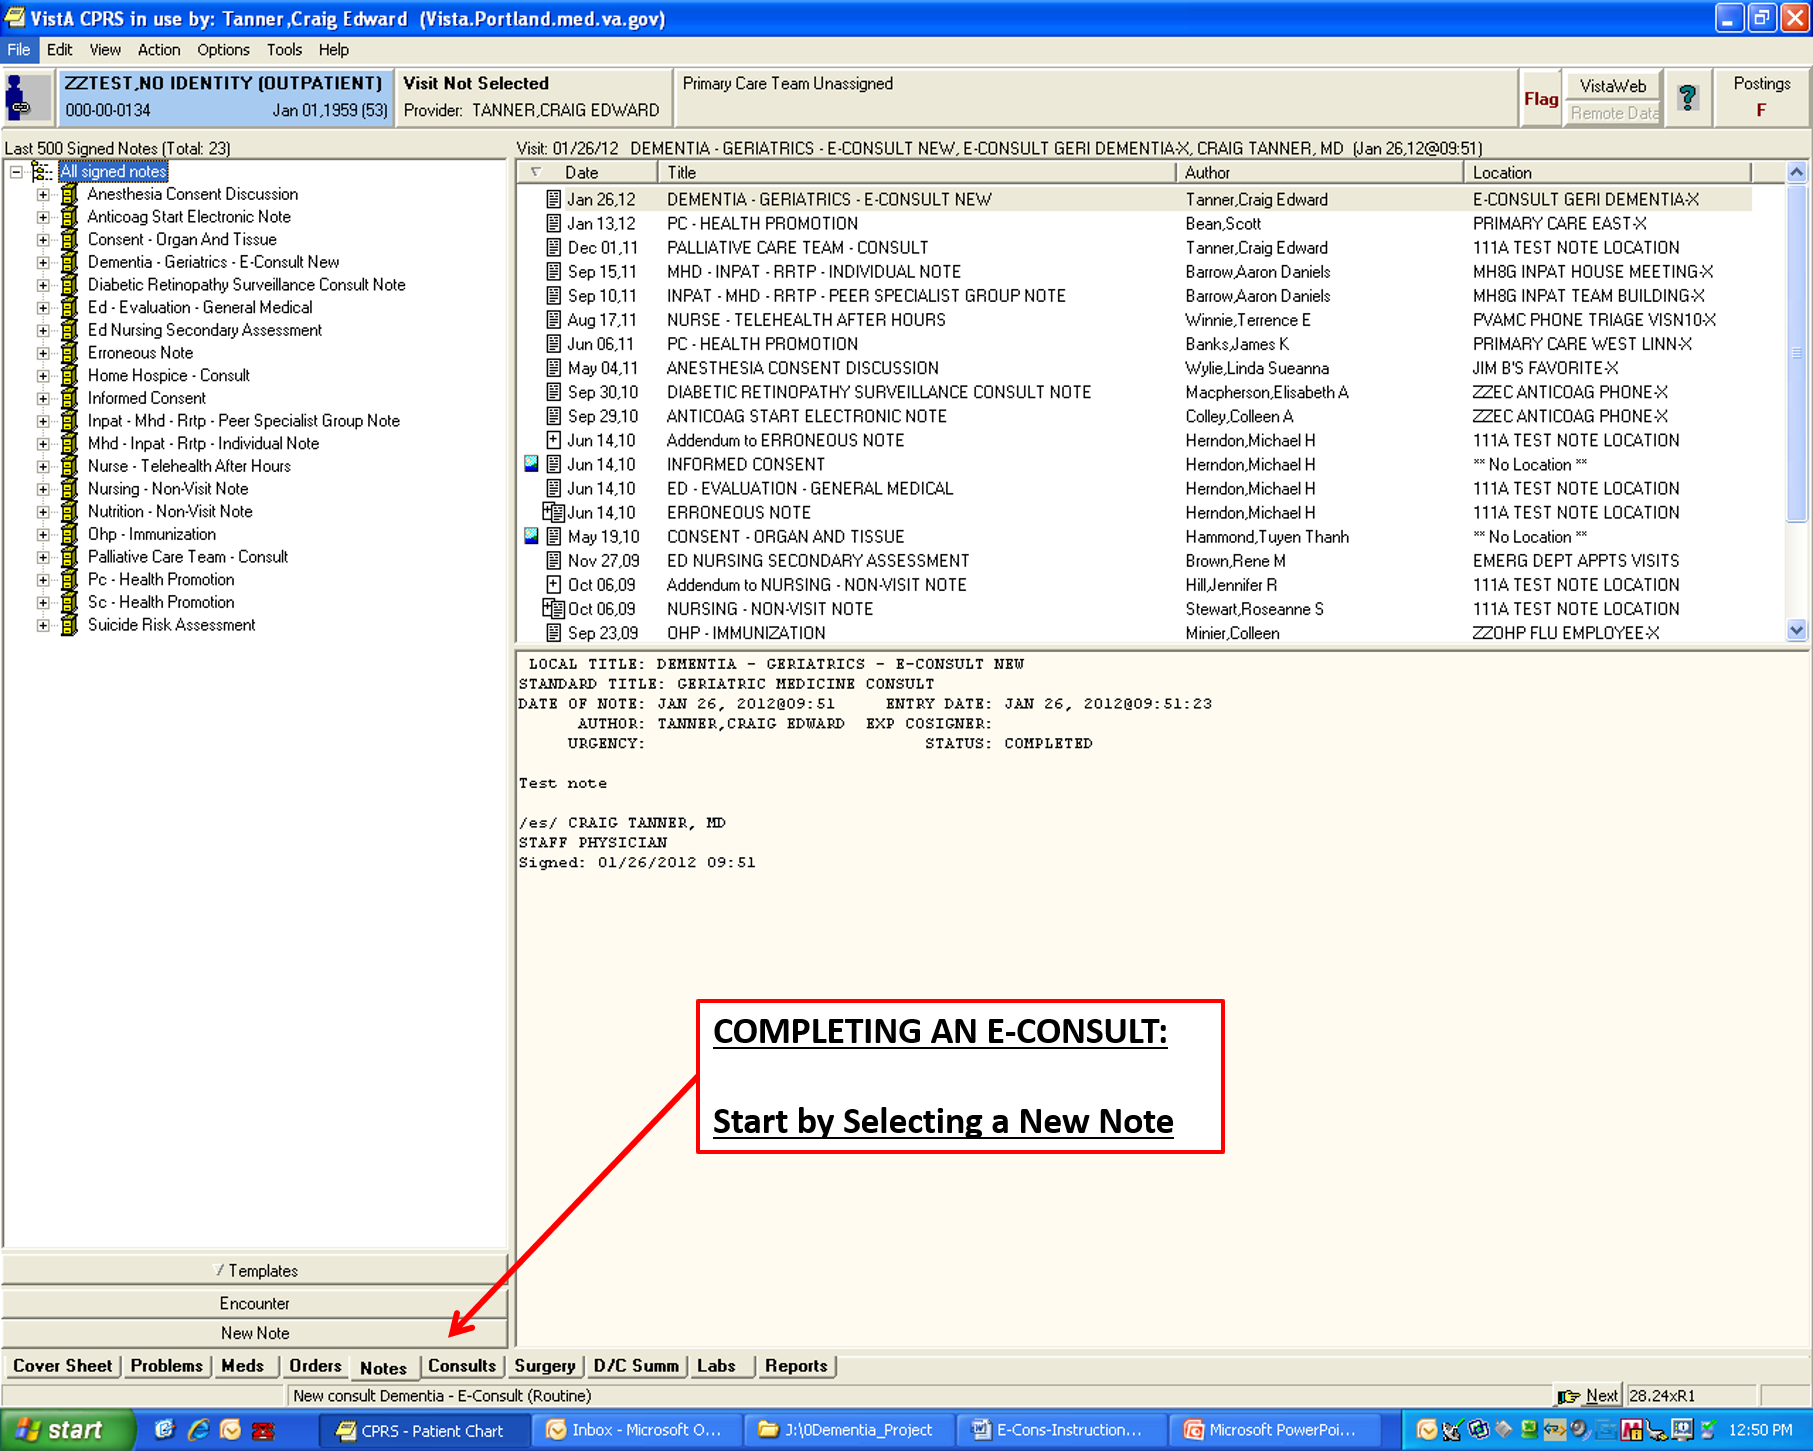 VistA CPRS in use by: Tanner,Craig Edward (Vista.Portland.med.va.gov)
File Edit View Action Options Tools Help
ZZTEST,NO IDENTITY (OUTPATIENT) Visit Not Selected Primary Care Team Unassigned Flag VistaWeb ? Postings
000-00-0134 Jan 01,1959 (53) Provider: TANNER,CRAIG EDWARD Remote Data F
Last 500 Signed Notes (Total: 23)
All signed notes
Anesthesia Consent Discussion
Anticoag Start Electronic Note
Consent - Organ And Tissue
Dementia - Geriatrics - E-Consult New
Diabetic Retinopathy Surveillance Consult Note
Ed - Evaluation - General Medical
Ed Nursing Secondary Assessment
Erroneous Note
Home Hospice - Consult
Informed Consent
Inpat - Mhd - Rrtp - Peer Specialist Group Note
Mhd - Inpat - Rrtp - Individual Note
Nurse - Telehealth After Hours
Nursing - Non-Visit Note
Nutrition - Non-Visit Note
Ohp - Immunization
Palliative Care Team - Consult
Pc - Health Promotion
Sc - Health Promotion
Suicide Risk Assessment
Visit: 01/26/12 DEMENTIA - GERIATRICS - E-CONSULT NEW, E-CONSULT GERI DEMENTIA-X, CRAIG TANNER, MD (Jan 26,12@09:51)
Date Title Author Location
Jan 26,12 DEMENTIA - GERIATRICS - E-CONSULT NEW Tanner,Craig Edward E-CONSULT GERI DEMENTIA-X
Jan 13,12 PC - HEALTH PROMOTION Bean,Scott PRIMARY CARE EAST-X
Dec 01,11 PALLIATIVE CARE TEAM - CONSULT Tanner,Craig Edward 111A TEST NOTE LOCATION
Sep 15,11 MHD - INPAT - RRTP - INDIVIDUAL NOTE Barrow,Aaron Daniels MH8G INPAT HOUSE MEETING-X
Sep 10,11 INPAT - MHD - RRTP - PEER SPECIALIST GROUP NOTE Barrow,Aaron Daniels MH8G INPAT TEAM BUILDING-X
Aug 17,11 NURSE - TELEHEALTH AFTER HOURS Winnie,Terrence E PVAMC PHONE TRIAGE VISN10-X
Jun 06,11 PC - HEALTH PROMOTION Banks,James K PRIMARY CARE WEST LINN-X
May 04,11 ANESTHESIA CONSENT DISCUSSION Wylie,Linda Sueanna JIM B'S FAVORITE-X
Sep 30,10 DIABETIC RETINOPATHY SURVEILLANCE CONSULT NOTE Macpherson,Elisabeth A ZZEC ANTICOAG PHONE-X
Sep 29,10 ANTICOAG START ELECTRONIC NOTE Colley,Colleen A ZZEC ANTICOAG PHONE-X
Jun 14,10 Addendum to ERRONEOUS NOTE Herndon,Michael H 111A TEST NOTE LOCATION
Jun 14,10 INFORMED CONSENT Herndon,Michael H ** No Location **
Jun 14,10 ED - EVALUATION - GENERAL MEDICAL Herndon,Michael H 111A TEST NOTE LOCATION
Jun 14,10 ERRONEOUS NOTE Herndon,Michael H 111A TEST NOTE LOCATION
May 19,10 CONSENT - ORGAN AND TISSUE Hammond,Tuyen Thanh ** No Location **
Nov 27,09 ED NURSING SECONDARY ASSESSMENT Brown,Rene M EMERG DEPT APPTS VISITS
Oct 06,09 Addendum to NURSING - NON-VISIT NOTE Hill,Jennifer R 111A TEST NOTE LOCATION
Oct 06,09 NURSING - NON-VISIT NOTE Stewart,Roseanne S 111A TEST NOTE LOCATION
Sep 23,09 OHP - IMMUNIZATION Minier,Colleen ZZOHP FLU EMPLOYEE-X
LOCAL TITLE: DEMENTIA - GERIATRICS - E-CONSULT NEW
STANDARD TITLE: GERIATRIC MEDICINE CONSULT
DATE OF NOTE: JAN 26, 2012@09:51 ENTRY DATE: JAN 26, 2012@09:51:23
AUTHOR: TANNER,CRAIG EDWARD EXP COSIGNER:
URGENCY: STATUS: COMPLETED
Test note
/es/ CRAIG TANNER, MD
STAFF PHYSICIAN
Signed: 01/26/2012 09:51
COMPLETING AN E-CONSULT:
Start by Selecting a New Note
Templates
Encounter
New Note
Cover Sheet Problems Meds Orders Notes Consults Surgery D/C Summ Labs Reports
New consult Dementia - E-Consult (Routine) Next 28.24xR1
start CPRS - Patient Chart Inbox - Microsoft O... J:\0Dementia_Project E-Cons-Instruction... Microsoft PowerPoi... 12:50 PM